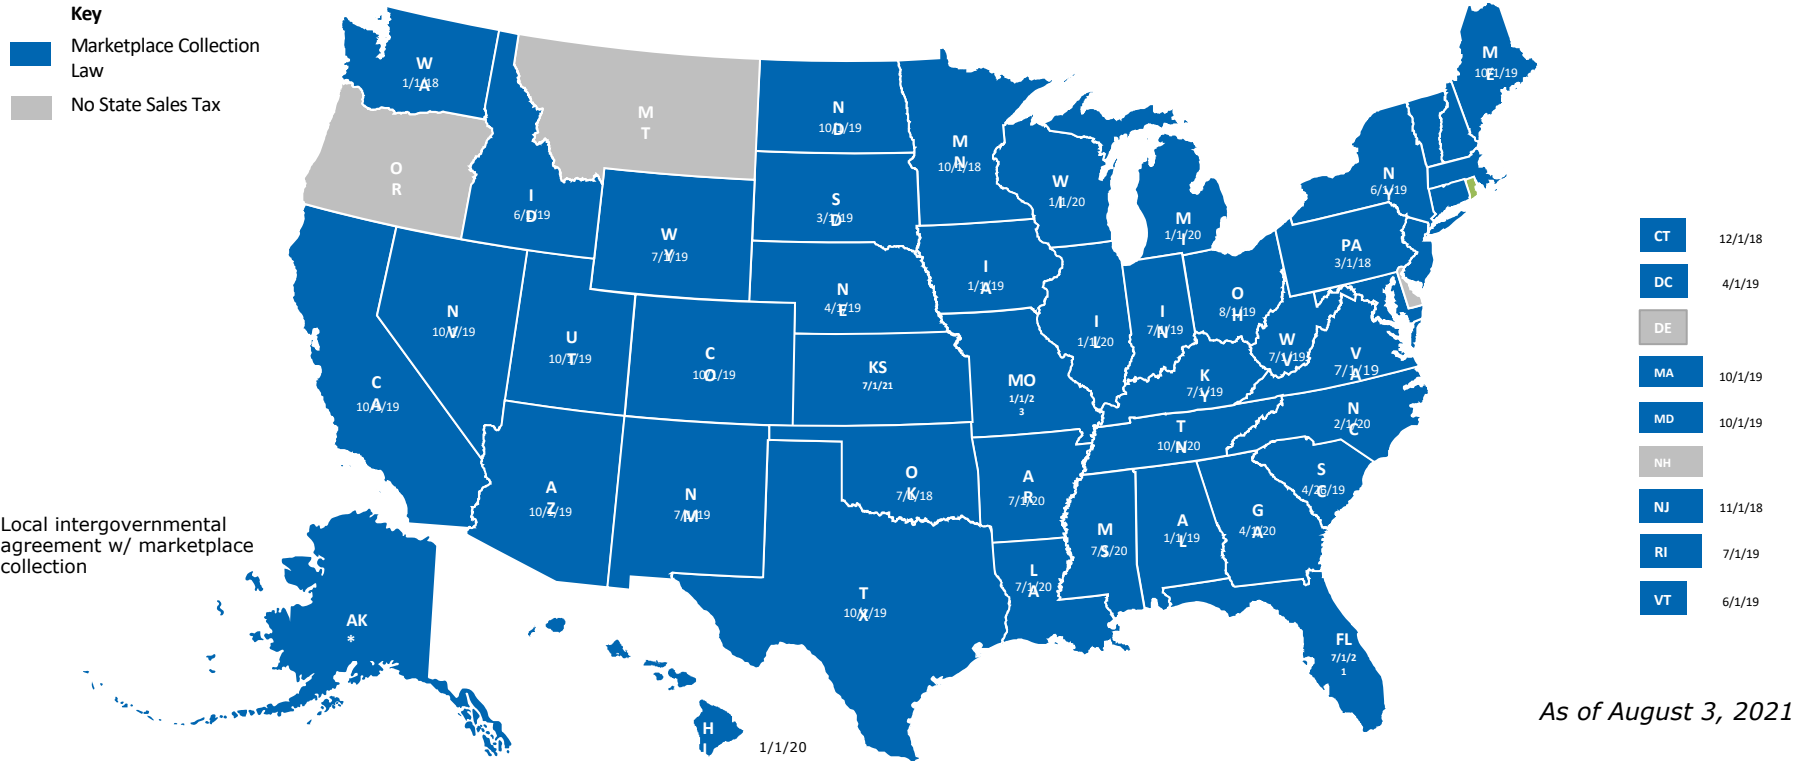 Key
Marketplace Collection
Law
No State Sales Tax
W
A
1/1/18
O
R
M
T
I
D
6/1/19
W
Y
7/1/19
N
D
10/1/19
S
D
3/1/19
N
E
4/1/19
M
N
10/1/18
W
I
1/1/20
M
I
1/1/20
I
A
1/1/19
I
L
1/1/20
I
N
7/1/19
O
H
8/1/19
PA
3/1/18
N
Y
6/1/19
M
E
10/1/19
C
A
10/1/19
N
V
10/1/19
U
T
10/1/19
C
O
10/1/19
KS
7/1/21
MO
1/1/2
3
K
Y
7/1/19
W
V
7/1/19
V
A
7/1/19
N
C
2/1/20
T
N
10/1/20
S
C
4/26/19
G
A
4/1/20
A
L
1/1/19
M
S
7/1/20
A
R
7/1/20
L
A
7/1/20
O
K
7/1/18
A
Z
10/1/19
N
M
7/1/19
T
X
10/1/19
FL
7/1/2
1
Local intergovernmental
agreement w/ marketplace
collection
AK
*
H
I
1/1/20
CT 12/1/18
DC 4/1/19
DE
MA 10/1/19
MD 10/1/19
NH
NJ 11/1/18
RI 7/1/19
VT 6/1/19
As of August 3, 2021